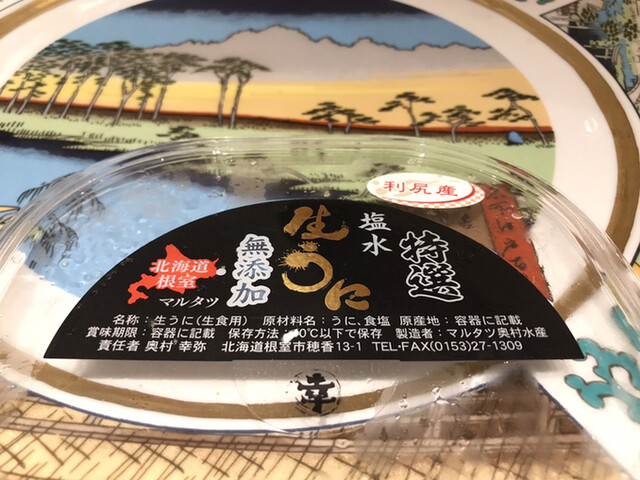 利尻産
特選
塩水
生うに
無添加
北海道
根室
マルタツ
名称：生うに(生食用) 原材料名：うに、食塩 原産地：容器に記載
賞味期限：容器に記載 保存方法：10℃以下で保存 製造者：マルタツ奥村水産
責任者 奥村 幸弥 北海道根室市穂香13-1 TEL・FAX(0153)27-1309
幸